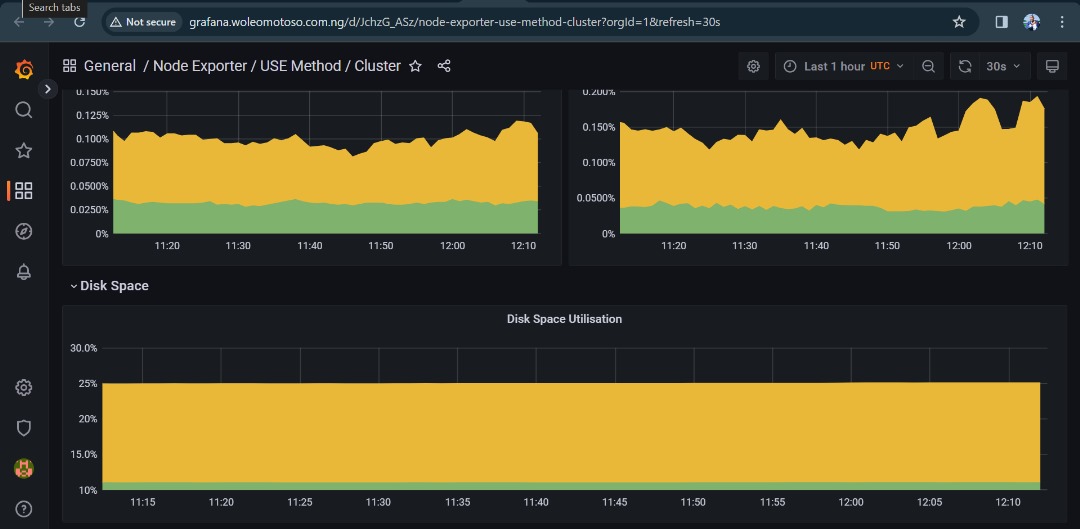 Search tabs
Not secure
grafana.woleomotoso.com.ng/d/JchzG_ASz/node-exporter-use-method-cluster?orgId=1&refresh=30s
General / Node Exporter / USE Method / Cluster
Last 1 hour UTC
30s
0.150%
0.125%
0.100%
0.0750%
0.0500%
0.0250%
0%
11:20 11:30 11:40 11:50 12:00 12:10
0.200%
0.150%
0.100%
0.0500%
0%
11:20 11:30 11:40 11:50 12:00 12:10
Disk Space
Disk Space Utilisation
30.0%
25%
20%
15.0%
10%
11:15 11:20 11:25 11:30 11:35 11:40 11:45 11:50 11:55 12:00 12:05 12:10